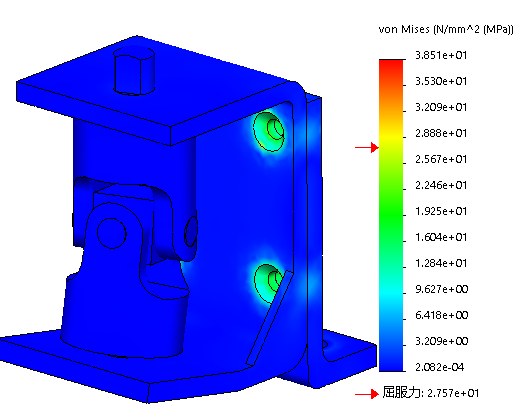 von Mises (N/mm^2 (MPa))
3.851e+01
3.530e+01
3.209e+01
2.888e+01
2.567e+01
2.246e+01
1.925e+01
1.604e+01
1.284e+01
9.627e+00
6.418e+00
3.209e+00
2.082e-04
屈服力: 2.757e+01